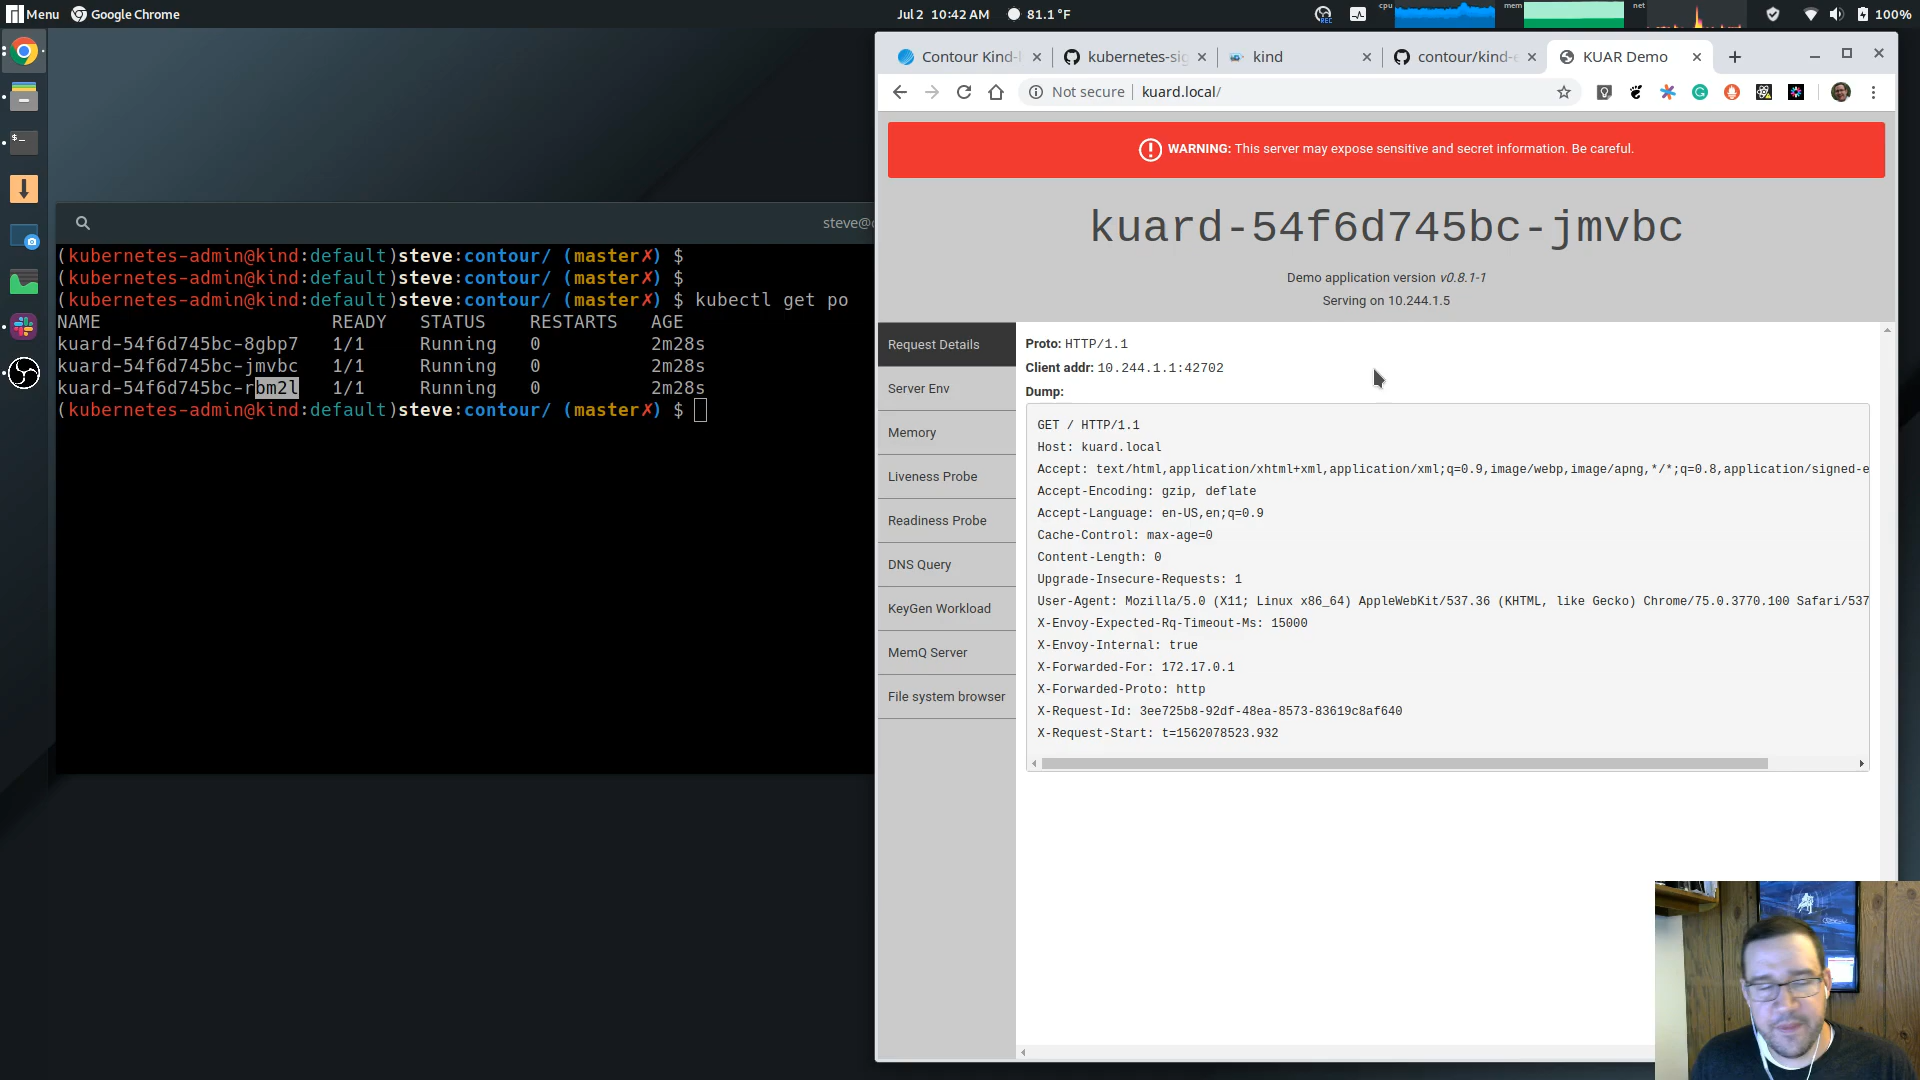 Menu Google Chrome
Jul 2 10:42 AM 81.1 °F
REC cpu mem net 100%
Contour Kind-
kubernetes-sig
kind
contour/kind-e
KUAR Demo
Not secure kuard.local/
WARNING: This server may expose sensitive and secret information. Be careful.
kuard-54f6d745bc-jmvbc
Demo application version v0.8.1-1
Serving on 10.244.1.5
steve@
(kubernetes-admin@kind:default)steve:contour/ (master✗) $
(kubernetes-admin@kind:default)steve:contour/ (master✗) $
(kubernetes-admin@kind:default)steve:contour/ (master✗) $ kubectl get po
NAME READY STATUS RESTARTS AGE
kuard-54f6d745bc-8gbp7 1/1 Running 0 2m28s
kuard-54f6d745bc-jmvbc 1/1 Running 0 2m28s
kuard-54f6d745bc-rbm2l 1/1 Running 0 2m28s
(kubernetes-admin@kind:default)steve:contour/ (master✗) $
Request Details
Server Env
Memory
Liveness Probe
Readiness Probe
DNS Query
KeyGen Workload
MemQ Server
File system browser
Proto: HTTP/1.1
Client addr: 10.244.1.1:42702
Dump:
GET / HTTP/1.1
Host: kuard.local
Accept: text/html,application/xhtml+xml,application/xml;q=0.9,image/webp,image/apng,*/*;q=0.8,application/signed-e
Accept-Encoding: gzip, deflate
Accept-Language: en-US,en;q=0.9
Cache-Control: max-age=0
Content-Length: 0
Upgrade-Insecure-Requests: 1
User-Agent: Mozilla/5.0 (X11; Linux x86_64) AppleWebKit/537.36 (KHTML, like Gecko) Chrome/75.0.3770.100 Safari/537
X-Envoy-Expected-Rq-Timeout-Ms: 15000
X-Envoy-Internal: true
X-Forwarded-For: 172.17.0.1
X-Forwarded-Proto: http
X-Request-Id: 3ee725b8-92df-48ea-8573-83619c8af640
X-Request-Start: t=1562078523.932